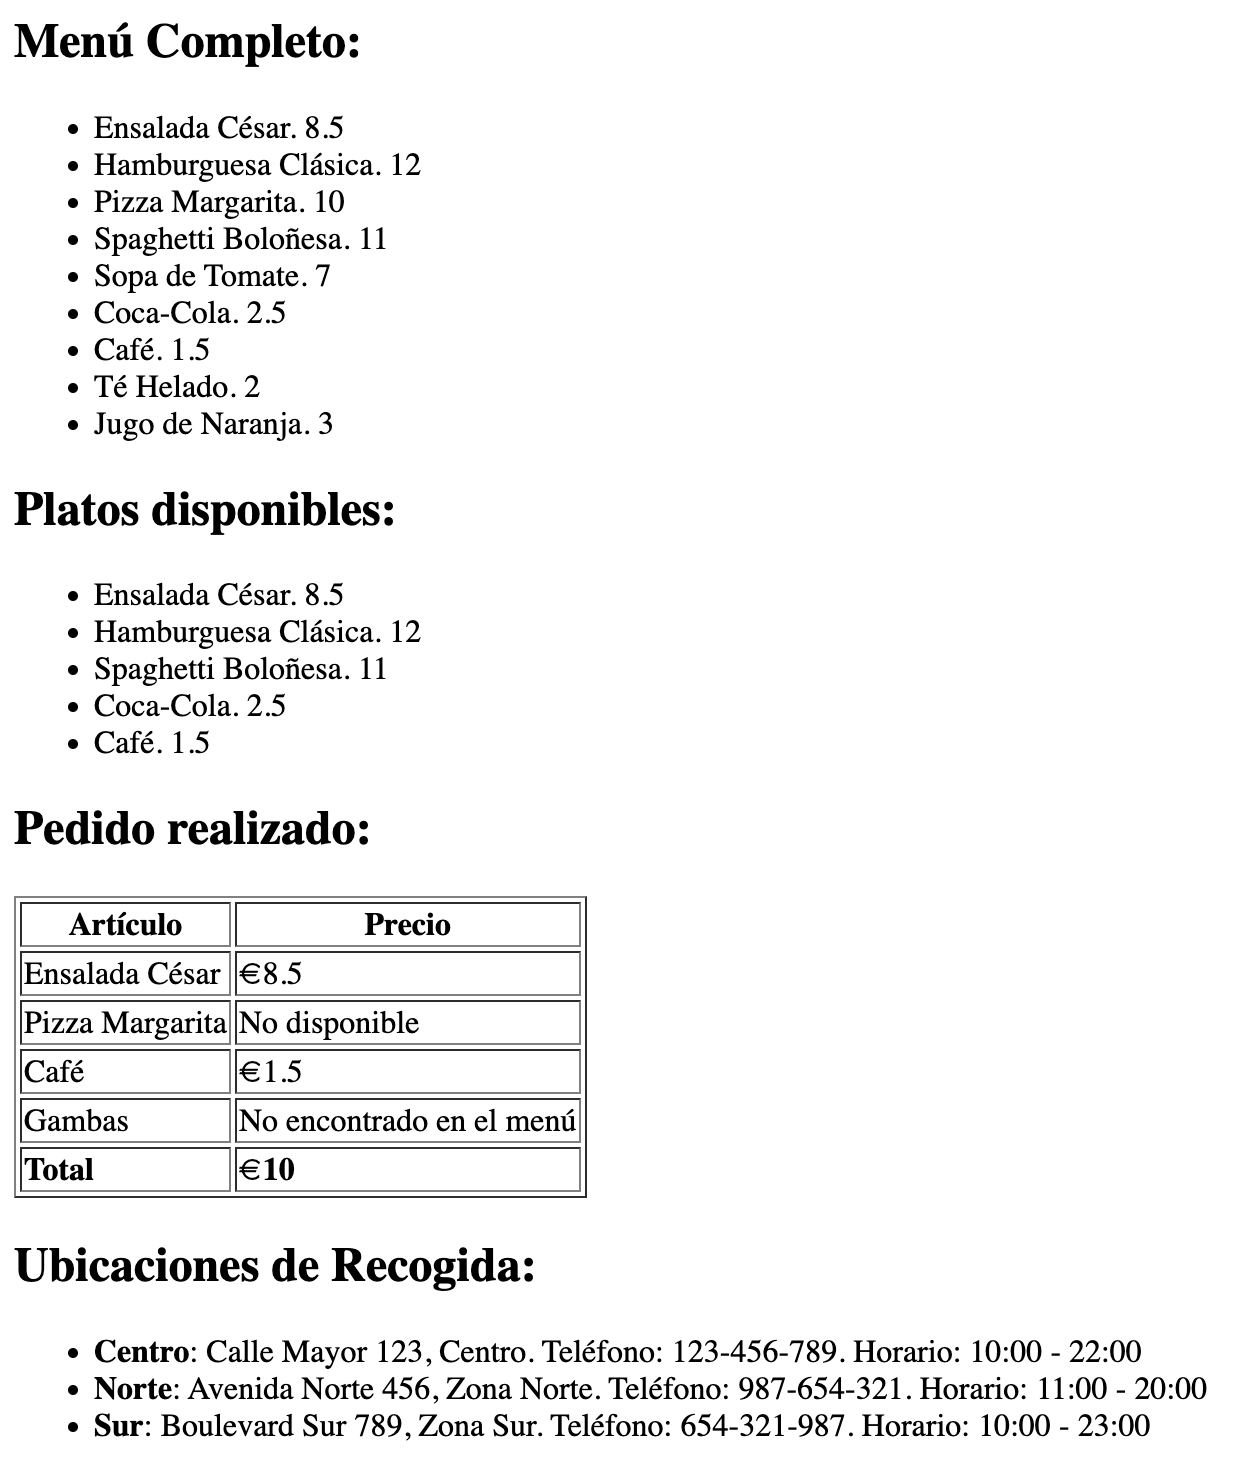 Menú Completo:
Ensalada César. 8.5
Hamburguesa Clásica. 12
Pizza Margarita. 10
Spaghetti Boloñesa. 11
Sopa de Tomate. 7
Coca-Cola. 2.5
Café. 1.5
Té Helado. 2
Jugo de Naranja. 3
Platos disponibles:
Ensalada César. 8.5
Hamburguesa Clásica. 12
Spaghetti Boloñesa. 11
Coca-Cola. 2.5
Café. 1.5
Pedido realizado:
Artículo Precio
Ensalada César €8.5
Pizza Margarita No disponible
Café €1.5
Gambas No encontrado en el menú
Total €10
Ubicaciones de Recogida:
Centro: Calle Mayor 123, Centro. Teléfono: 123-456-789. Horario: 10:00 - 22:00
Norte: Avenida Norte 456, Zona Norte. Teléfono: 987-654-321. Horario: 11:00 - 20:00
Sur: Boulevard Sur 789, Zona Sur. Teléfono: 654-321-987. Horario: 10:00 - 23:00